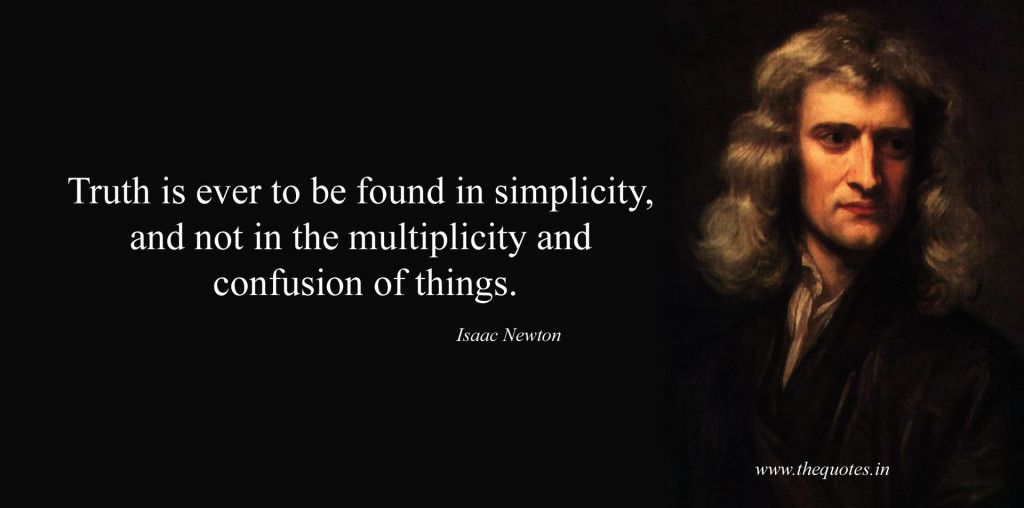 Truth is ever to be found in simplicity,
and not in the multiplicity and
confusion of things.
Isaac Newton
www.thequotes.in